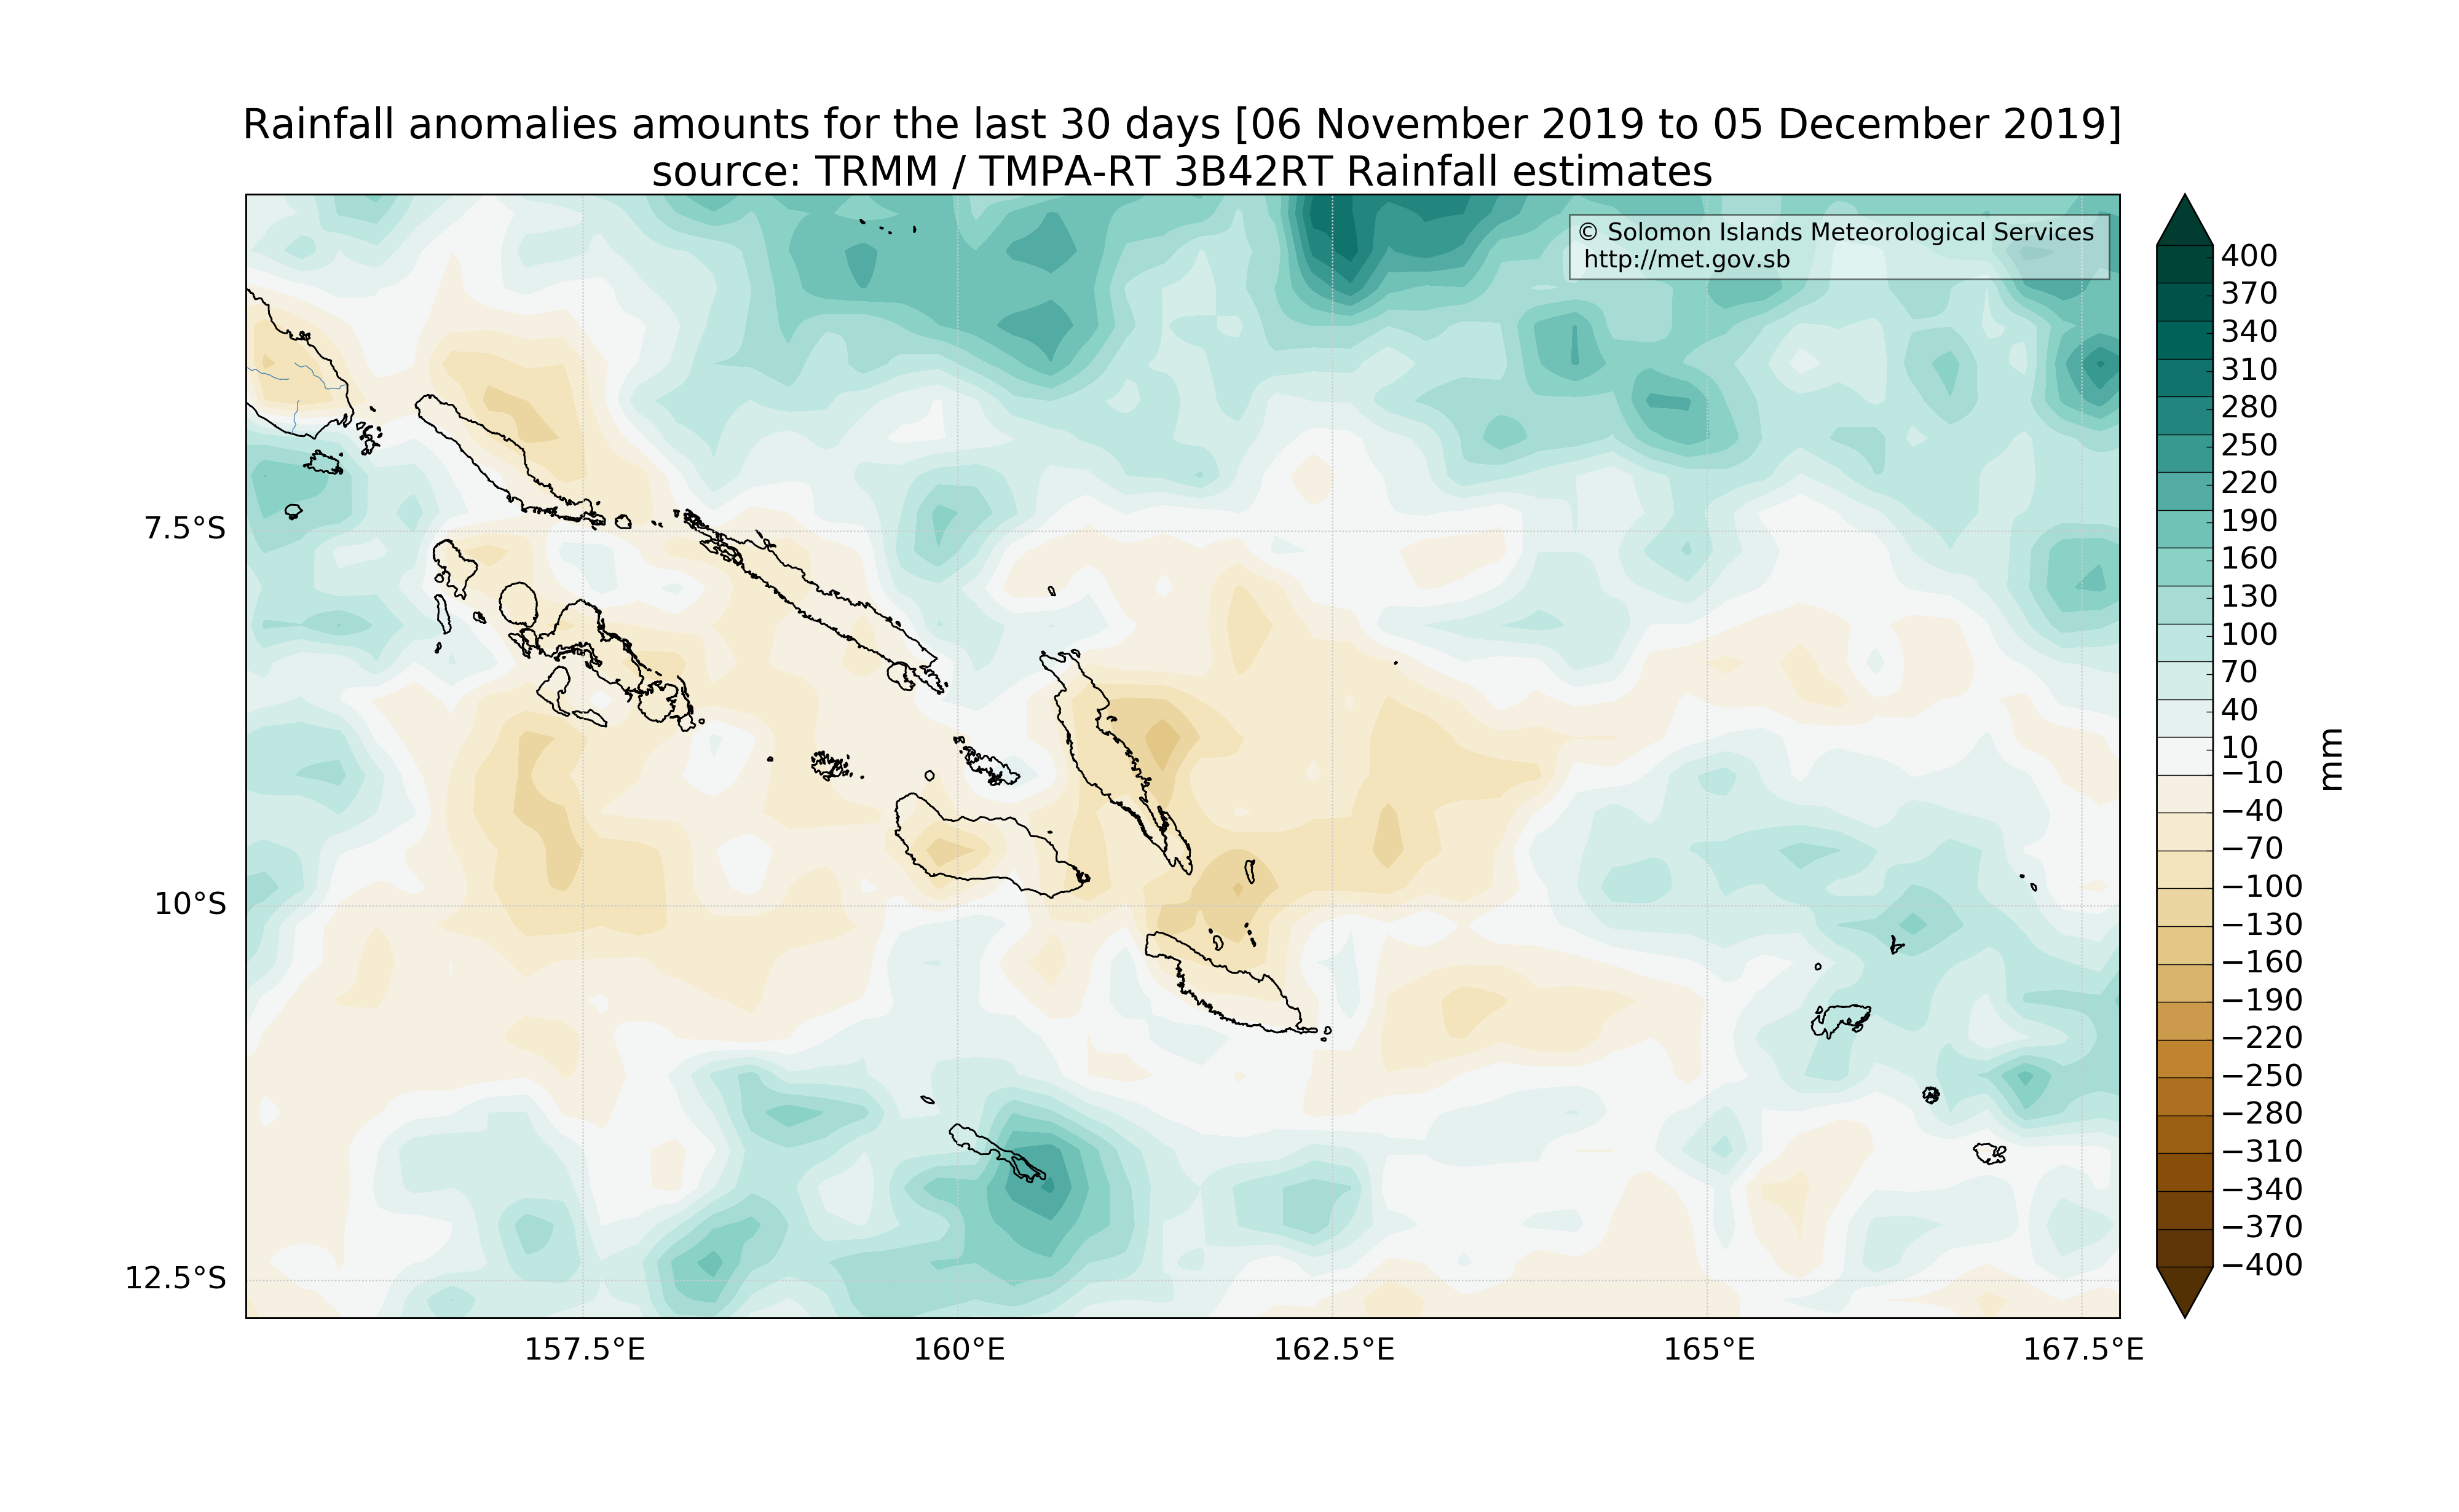 Rainfall anomalies amounts for the last 30 days [06 November 2019 to 05 December 2019]
source: TRMM / TMPA-RT 3B42RT Rainfall estimates
© Solomon Islands Meteorological Services
http://met.gov.sb
7.5°S
10°S
12.5°S
157.5°E
160°E
162.5°E
165°E
167.5°E
400
370
340
310
280
250
220
190
160
130
100
70
40
10
−10
−40
−70
−100
−130
−160
−190
−220
−250
−280
−310
−340
−370
−400
mm